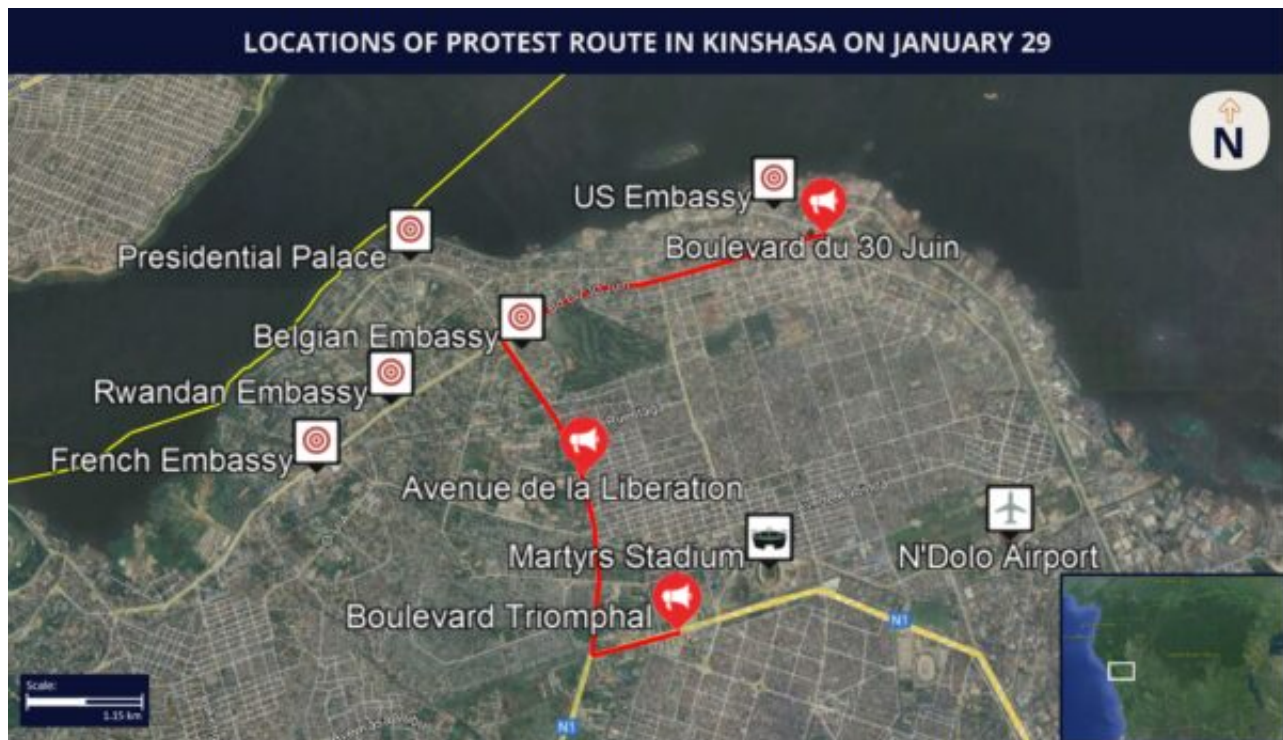 LOCATIONS OF PROTEST ROUTE IN KINSHASA ON JANUARY 29
N
US Embassy
Presidential Palace
Boulevard du 30 Juin
Belgian Embassy
Rwandan Embassy
French Embassy
Avenue de la Liberation
Martyrs Stadium
N'Dolo Airport
Boulevard Triomphal
N1
Scale:
1.15 km
N1